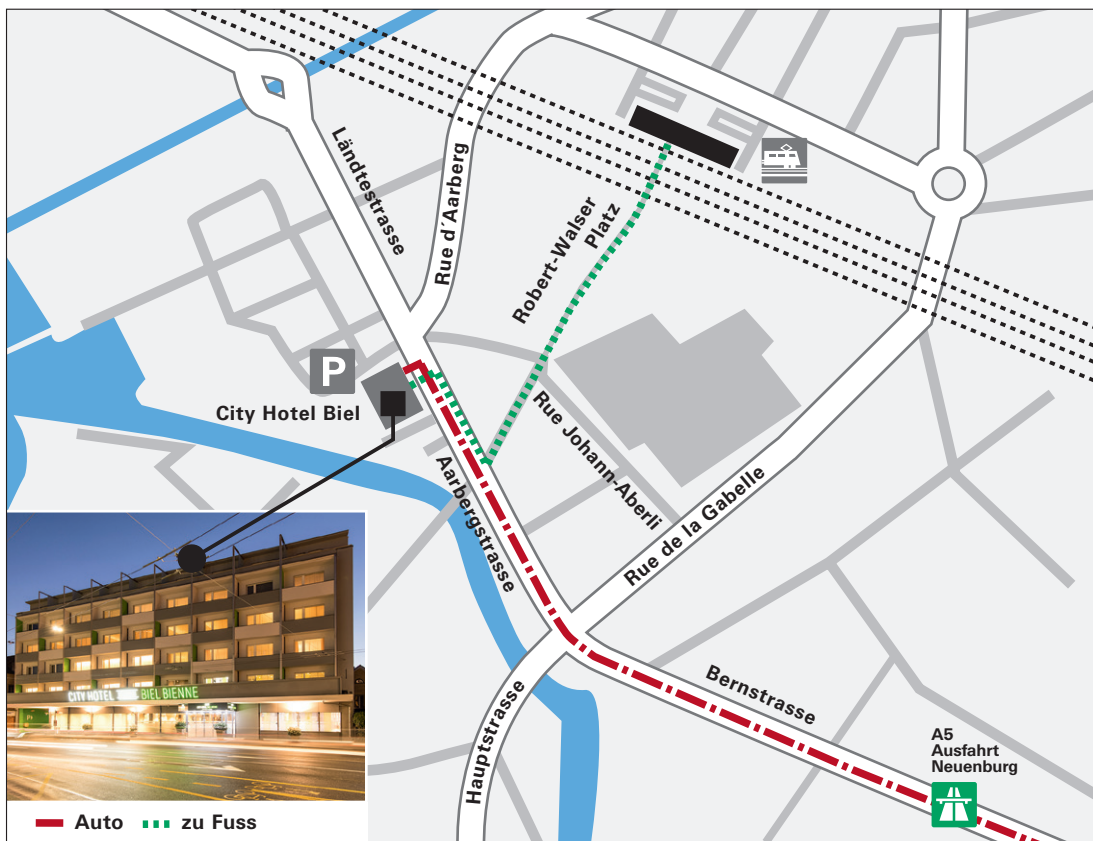 Ländtestrasse
Rue d'Aarberg
Robert-Walser
Platz
P
City Hotel Biel
Rue Johann-Aberli
Aarbergstrasse
Rue de la Gabelle
Hauptstrasse
Bernstrasse
A5
Ausfahrt
Neuenburg
CITY HOTEL BIEL BIENNE
Auto zu Fuss